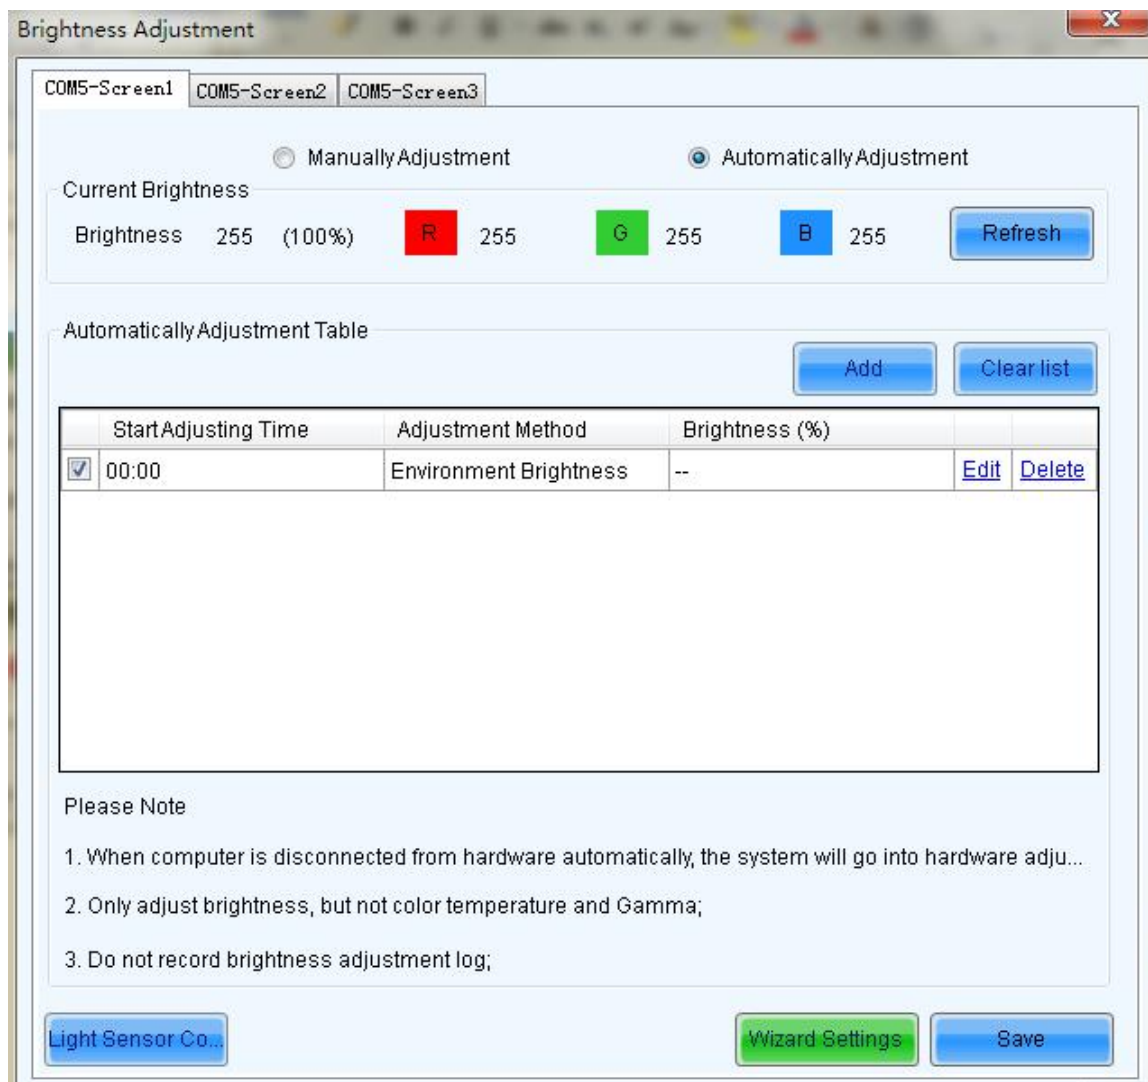 Brightness Adjustment
COM5-Screen1 COM5-Screen2 COM5-Screen3
Manually Adjustment Automatically Adjustment
Current Brightness
Brightness 255 (100%) R 255 G 255 B 255 Refresh
Automatically Adjustment Table
Add Clear list
Start Adjusting Time Adjustment Method Brightness (%)
00:00 Environment Brightness -- Edit Delete
Please Note
1. When computer is disconnected from hardware automatically, the system will go into hardware adju...
2. Only adjust brightness, but not color temperature and Gamma;
3. Do not record brightness adjustment log;
Light Sensor Co... Wizard Settings Save